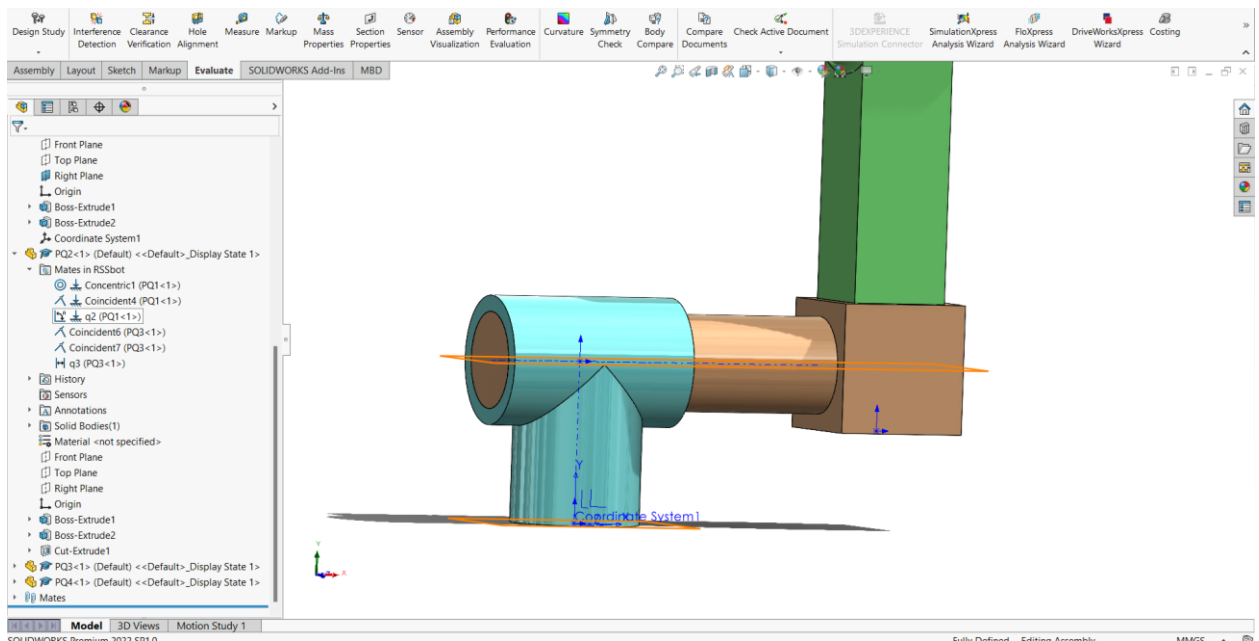 Design Study
Interference Detection
Clearance Verification
Hole Alignment
Measure
Markup
Mass Properties
Section Properties
Sensor
Assembly Visualization
Performance Evaluation
Curvature
Symmetry Check
Body Compare
Compare Documents
Check Active Document
3DEXPERIENCE Simulation Connector
SimulationXpress Analysis Wizard
FloXpress Analysis Wizard
DriveWorksXpress Wizard
Costing
Assembly Layout Sketch Markup Evaluate SOLIDWORKS Add-Ins MBD
Front Plane
Top Plane
Right Plane
Origin
Boss-Extrude1
Boss-Extrude2
Coordinate System1
PQ2<1> (Default) <<Default>_Display State 1>
Mates in RSSbot
Concentric1 (PQ1<1>)
Coincident4 (PQ1<1>)
q2 (PQ1<1>)
Coincident6 (PQ3<1>)
Coincident7 (PQ3<1>)
q3 (PQ3<1>)
History
Sensors
Annotations
Solid Bodies(1)
Material <not specified>
Front Plane
Top Plane
Right Plane
Origin
Boss-Extrude1
Boss-Extrude2
Cut-Extrude1
PQ3<1> (Default) <<Default>_Display State 1>
PQ4<1> (Default) <<Default>_Display State 1>
Mates
Y
Coordinate System1
Y
X
Model 3D Views Motion Study 1
SOLIDWORKS Premium 2022 SP1.0
Fully Defined Editing Assembly MMGS